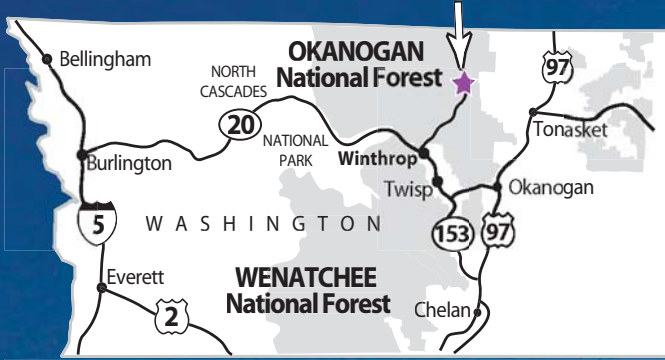 Bellingham
OKANOGAN
National Forest
NORTH
CASCADES
97
20
NATIONAL
PARK
Tonasket
Burlington
Winthrop
Twisp
Okanogan
5
WASHINGTON
153
97
Everett
WENATCHEE
National Forest
2
Chelan